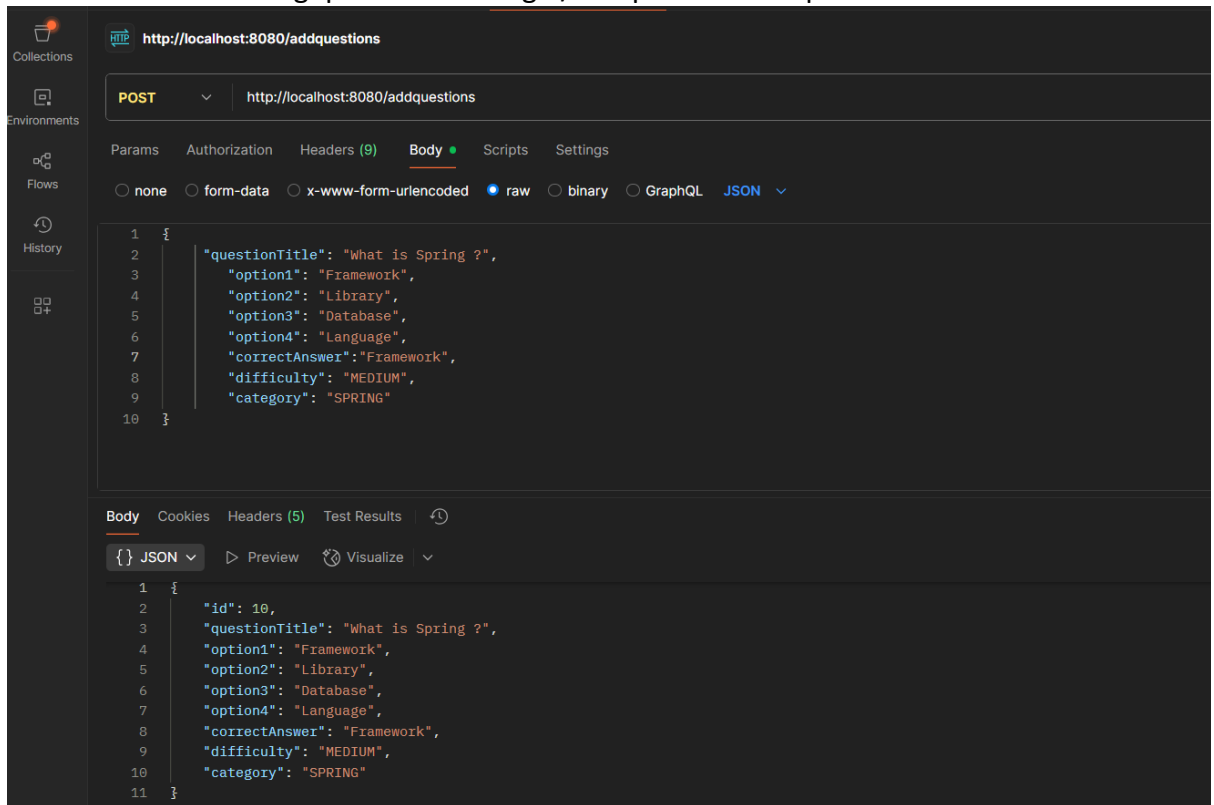 Collections
Environments
Flows
History
HTTP http://localhost:8080/addquestions
POST http://localhost:8080/addquestions
Params Authorization Headers (9) Body Scripts Settings
none form-data x-www-form-urlencoded raw binary GraphQL JSON
1 {
2 "questionTitle": "What is Spring ?",
3 "option1": "Framework",
4 "option2": "Library",
5 "option3": "Database",
6 "option4": "Language",
7 "correctAnswer":"Framework",
8 "difficulty": "MEDIUM",
9 "category": "SPRING"
10 }
Body Cookies Headers (5) Test Results
{} JSON Preview Visualize
1 {
2 "id": 10,
3 "questionTitle": "What is Spring ?",
4 "option1": "Framework",
5 "option2": "Library",
6 "option3": "Database",
7 "option4": "Language",
8 "correctAnswer": "Framework",
9 "difficulty": "MEDIUM",
10 "category": "SPRING"
11 }